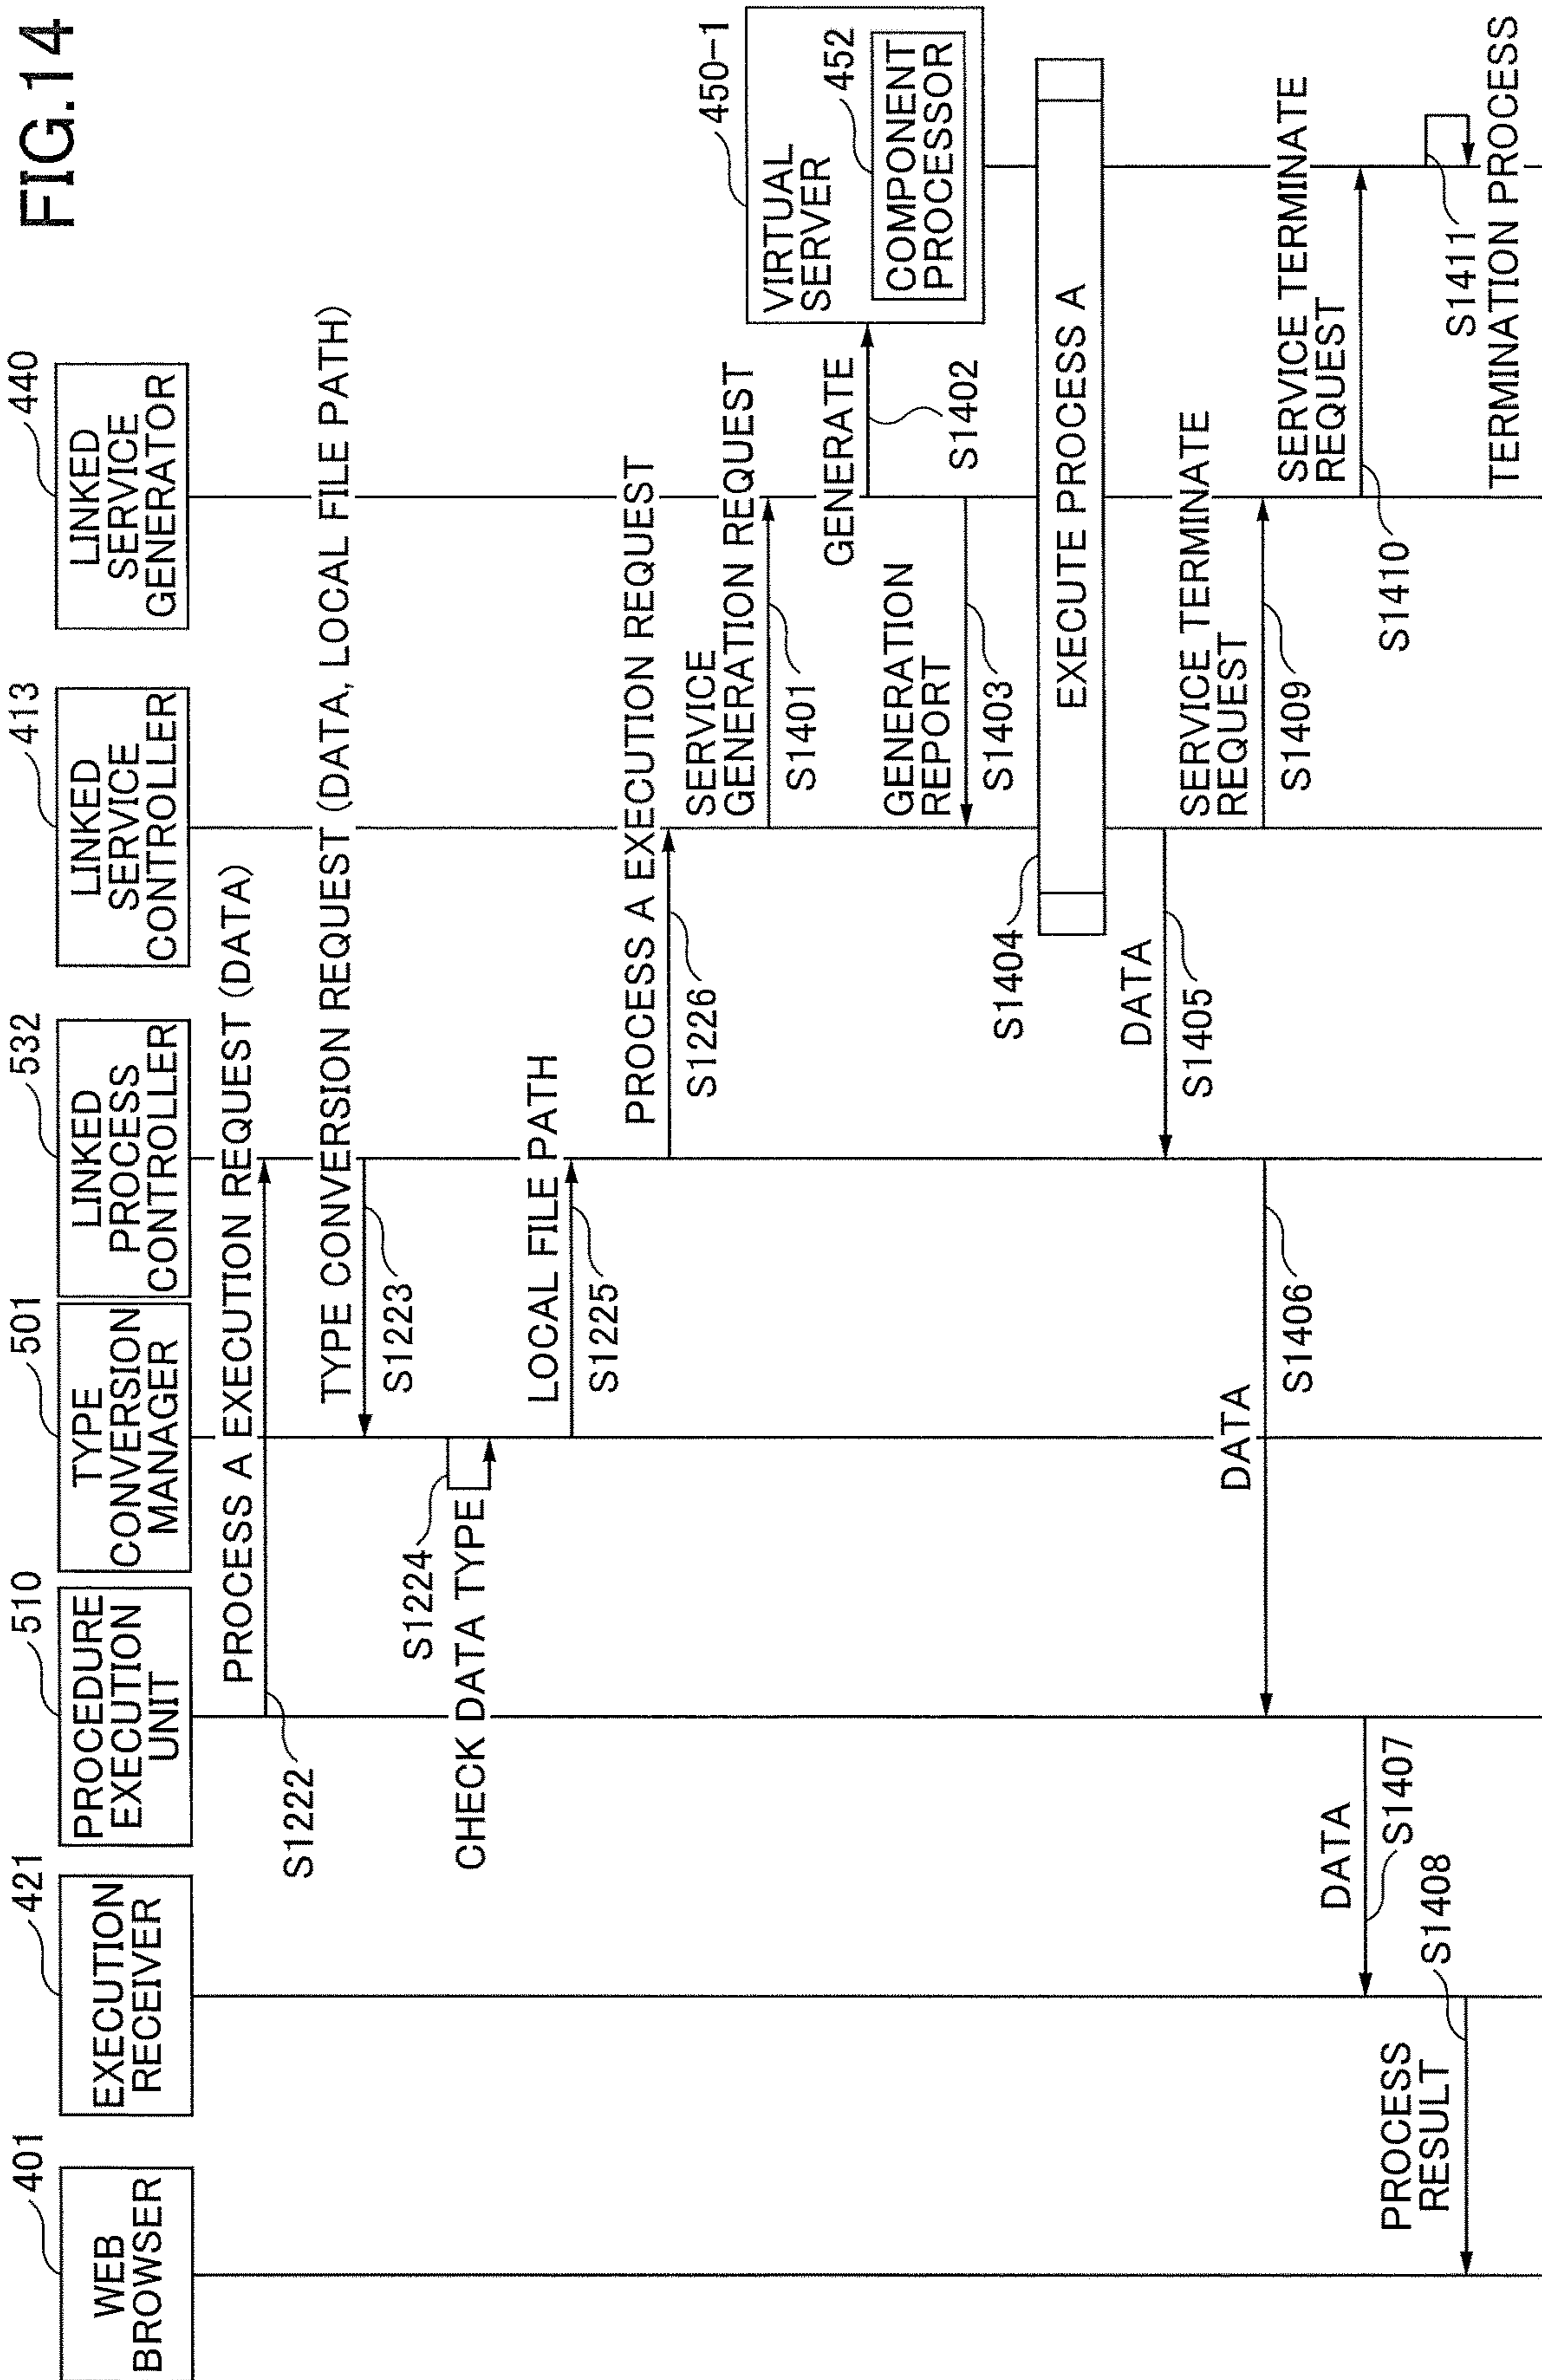 FIG.14
401
WEB
BROWSER
421
EXECUTION
RECEIVER
510
PROCEDURE
EXECUTION
UNIT
501
TYPE
CONVERSION
MANAGER
532
LINKED
PROCESS
CONTROLLER
413
LINKED
SERVICE
CONTROLLER
440
LINKED
SERVICE
GENERATOR
PROCESS A EXECUTION REQUEST (DATA)
S1222
TYPE CONVERSION REQUEST (DATA, LOCAL FILE PATH)
S1223
S1224
CHECK DATA TYPE
LOCAL FILE PATH
S1225
PROCESS A EXECUTION REQUEST
S1226
SERVICE
GENERATION REQUEST
S1401
450-1
VIRTUAL
SERVER
452
COMPONENT
PROCESSOR
GENERATE
S1402
GENERATION
REPORT
S1403
S1404
EXECUTE PROCESS A
DATA
S1405
SERVICE TERMINATE
REQUEST
S1409
DATA
S1406
SERVICE TERMINATE
REQUEST
S1410
DATA
S1407
S1408
PROCESS
RESULT
S1411
TERMINATION PROCESS